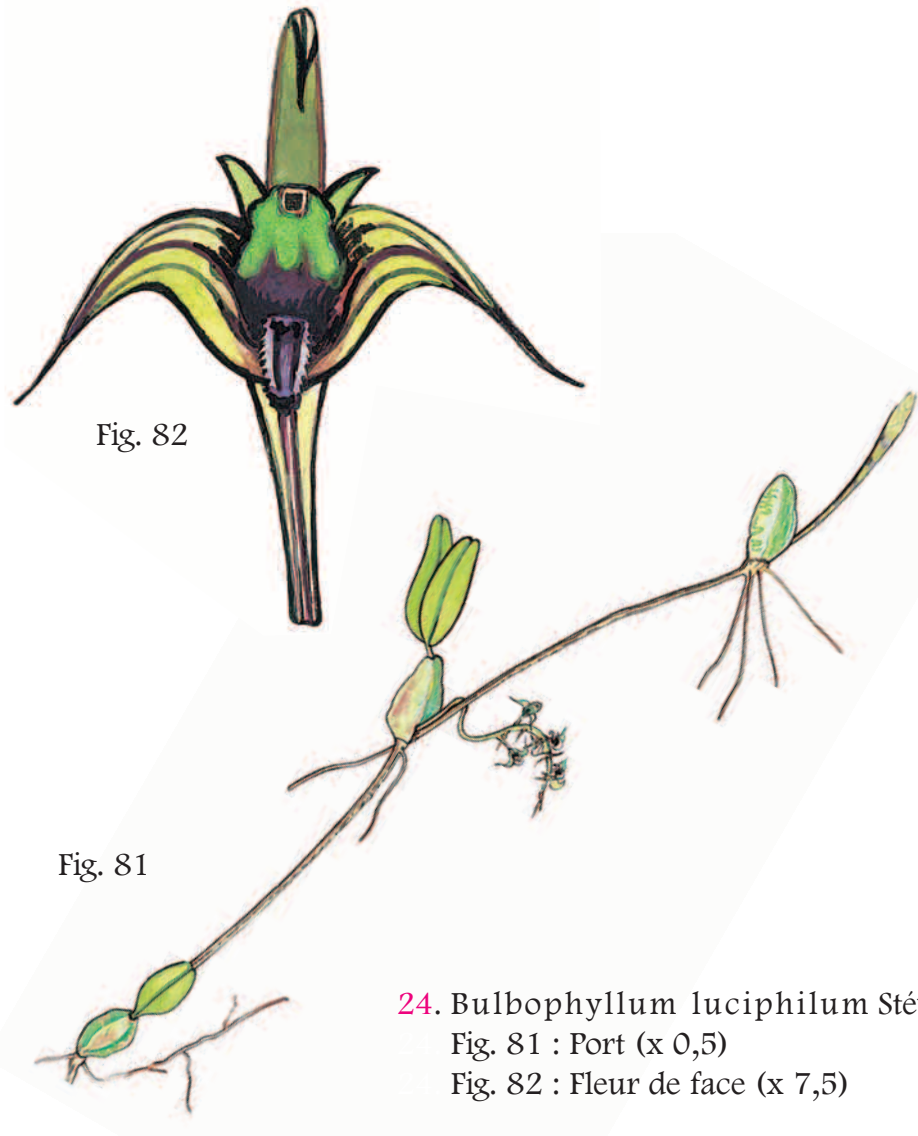 Fig. 82
Fig. 81
24. Bulbophyllum luciphilum
Fig. 81 : Port (x 0,5)
Fig. 82 : Fleur de face (x 7,5)